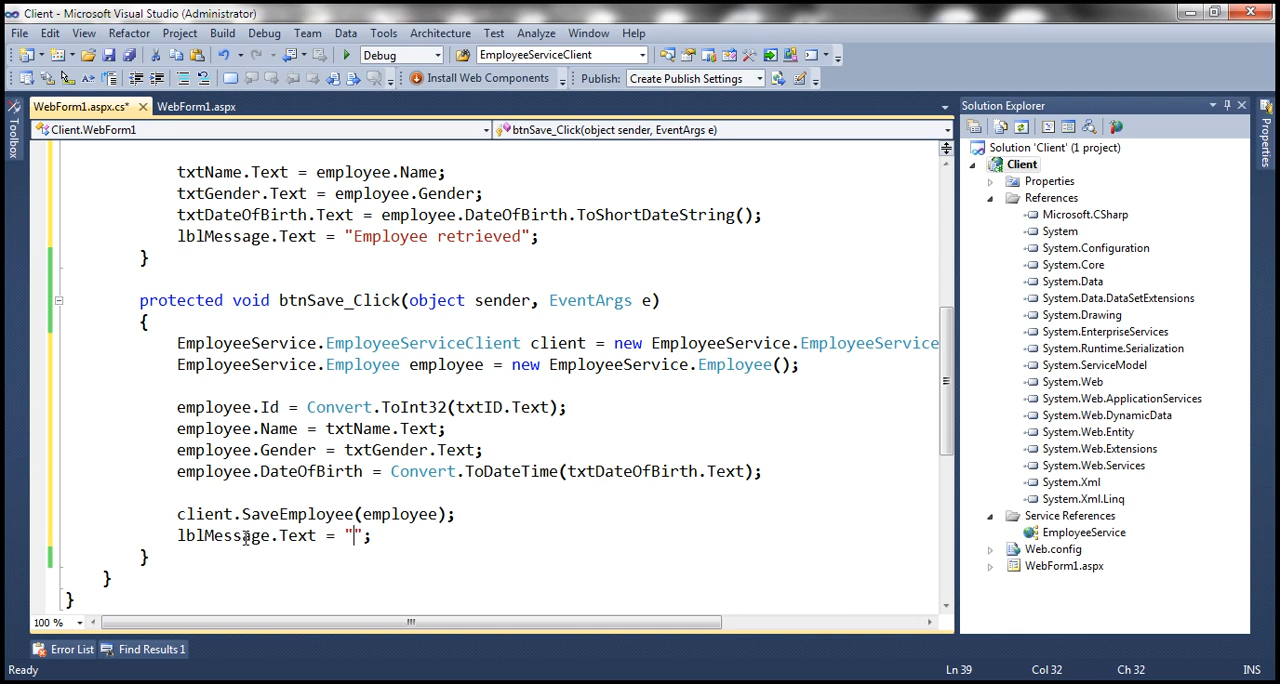 Client - Microsoft Visual Studio (Administrator)
File Edit View Refactor Project Build Debug Team Data Tools Architecture Test Analyze Window Help
Debug EmployeeServiceClient
Install Web Components Publish: Create Publish Settings
WebForm1.aspx.cs* WebForm1.aspx
Client.WebForm1 btnSave_Click(object sender, EventArgs e)
txtName.Text = employee.Name;
txtGender.Text = employee.Gender;
txtDateOfBirth.Text = employee.DateOfBirth.ToShortDateString();
lblMessage.Text = "Employee retrieved";
}
protected void btnSave_Click(object sender, EventArgs e)
{
EmployeeService.EmployeeServiceClient client = new EmployeeService.EmployeeService
EmployeeService.Employee employee = new EmployeeService.Employee();
employee.Id = Convert.ToInt32(txtID.Text);
employee.Name = txtName.Text;
employee.Gender = txtGender.Text;
employee.DateOfBirth = Convert.ToDateTime(txtDateOfBirth.Text);
client.SaveEmployee(employee);
lblMessage.Text = "";
}
}
}
100 %
Toolbox
Solution Explorer
Solution 'Client' (1 project)
Client
Properties
References
Microsoft.CSharp
System
System.Configuration
System.Core
System.Data
System.Data.DataSetExtensions
System.Drawing
System.EnterpriseServices
System.Runtime.Serialization
System.ServiceModel
System.Web
System.Web.ApplicationServices
System.Web.DynamicData
System.Web.Entity
System.Web.Extensions
System.Web.Services
System.Xml
System.Xml.Linq
Service References
EmployeeService
Web.config
WebForm1.aspx
Properties
Error List Find Results 1
Ready Ln 39 Col 32 Ch 32 INS